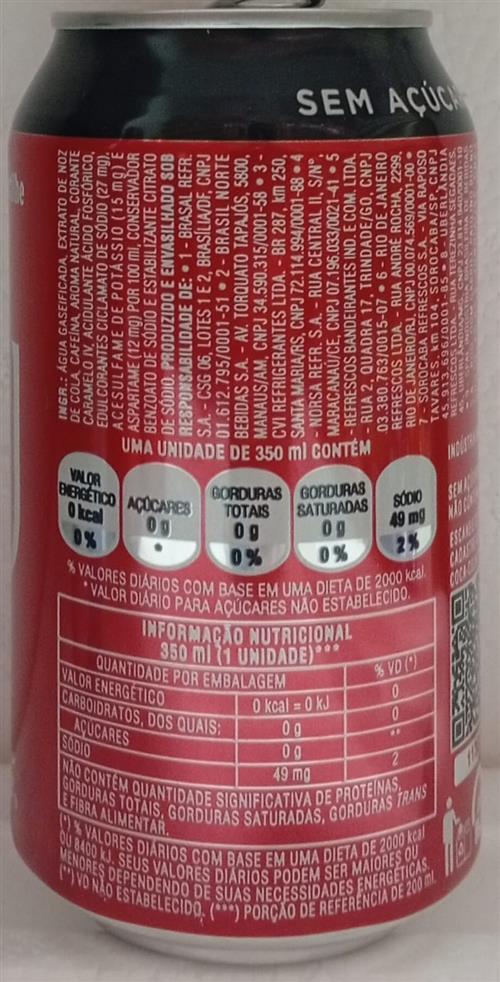 SEM AÇÚCA
INGR.: ÁGUA GASEIFICADA, EXTRATO DE NOZ
DE COLA, CAFEÍNA, AROMA NATURAL, CORANTE
CARAMELO IV, ACIDULANTE ÁCIDO FOSFÓRICO,
EDULCORANTES CICLAMATO DE SÓDIO (27 mg),
ACESULFAME DE POTÁSSIO (15 mg) E
ASPARTAME (12 mg) POR 100 ml, CONSERVADOR
BENZOATO DE SÓDIO E ESTABILIZANTE CITRATO
DE SÓDIO. PRODUZIDO E ENVASILHADO SOB
RESPONSABILIDADE DE: • 1 - BRASAL REFR.
S.A. - CSG 06, LOTES 1 E 2, BRASÍLIA/DF, CNPJ
01.612.795/0001-51 • 2 - BRASIL NORTE
BEBIDAS S.A. - AV. TORQUATO TAPAJÓS, 5800,
MANAUS/AM, CNPJ 34.590.315/0001-58 • 3 -
CVI REFRIGERANTES LTDA. - BR 287, km 250,
SANTA MARIA/RS, CNPJ 72.114.994/0001-88 • 4
- NORSA REFR. S.A. - RUA CENTRAL II, S/Nº,
MARACANAÚ/CE, CNPJ 07.196.033/0021-41 • 5
- REFRESCOS BANDEIRANTES IND. E COM. LTDA.
- RUA 2, QUADRA 17, TRINDADE/GO, CNPJ
03.380.763/0015-07 • 6 - RIO DE JANEIRO
REFRESCOS LTDA. - RUA ANDRÉ ROCHA, 2299,
RIO DE JANEIRO/RJ, CNPJ 00.074.569/0001-00 •
7 - SOROCABA REFRESCOS S.A. - VIA RAPOSO
TAVARES, km 104, SOROCABA/SP, CNPJ
45.913.696/0001-85 • 8 - UBERLÂNDIA
REFRESCOS
UMA UNIDADE DE 350 ml CONTÉM
VALOR ENERGÉTICO 0 kcal 0%
AÇÚCARES 0 g *
GORDURAS TOTAIS 0 g 0%
GORDURAS SATURADAS 0 g 0%
SÓDIO 49 mg 2%
% VALORES DIÁRIOS COM BASE EM UMA DIETA DE 2000 kcal.
* VALOR DIÁRIO PARA AÇÚCARES NÃO ESTABELECIDO.
INFORMAÇÃO NUTRICIONAL
350 ml (1 UNIDADE)***
QUANTIDADE POR EMBALAGEM % VD (*)
VALOR ENERGÉTICO 0 kcal = 0 kJ 0
CARBOIDRATOS, DOS QUAIS: 0 g 0
AÇÚCARES 0 g **
SÓDIO 49 mg 2
NÃO CONTÉM QUANTIDADE SIGNIFICATIVA DE PROTEÍNAS,
GORDURAS TOTAIS, GORDURAS SATURADAS, GORDURAS TRANS
E FIBRA ALIMENTAR.
(*) % VALORES DIÁRIOS COM BASE EM UMA DIETA DE 2000 kcal
OU 8400 kJ. SEUS VALORES DIÁRIOS PODEM SER MAIORES OU
MENORES DEPENDENDO DE SUAS NECESSIDADES ENERGÉTICAS.
(**) VD NÃO ESTABELECIDO. (***) PORÇÃO DE REFERÊNCIA DE 200 ml.